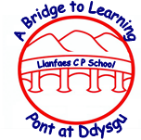 A Bridge to Learning
Llanfaes C P School
Pont at Ddysgu